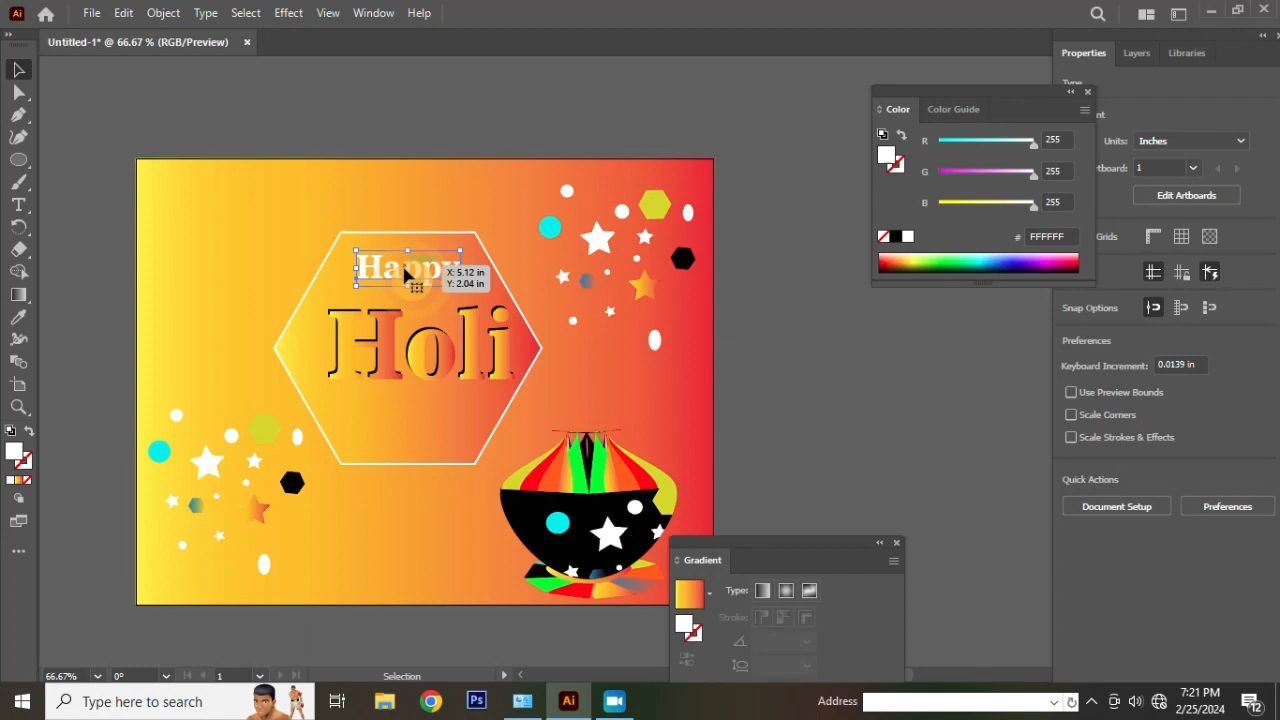 Ai File Edit Object Type Select Effect View Window Help
Untitled-1* @ 66.67 % (RGB/Preview) ×
Properties Layers Libraries
Color Color Guide
R 255
G 255
B 255
# FFFFFF
Units: Inches
1
Edit Artboards
Grids
Snap Options
Preferences
Keyboard Increment: 0.0139 in
Use Preview Bounds
Scale Corners
Scale Strokes & Effects
Quick Actions
Document Setup Preferences
Happy
X: 5.12 in
Y: 2.04 in
Holi
Gradient
Type:
Stroke:
66.67% 0° 1 Selection
Type here to search Ps Ai Address 7:21 PM
2/25/2024 12